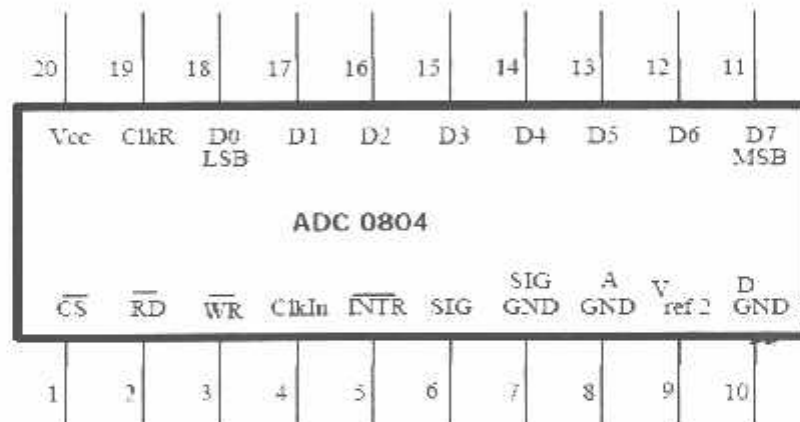 20 19 18 17 16 15 14 13 12 11
Vcc ClkR D0 D1 D2 D3 D4 D5 D6 D7
LSB MSB
ADC 0804
SIG A V D
CS RD WR ClkIn INTR SIG GND GND ref 2 GND
1 2 3 4 5 6 7 8 9 10